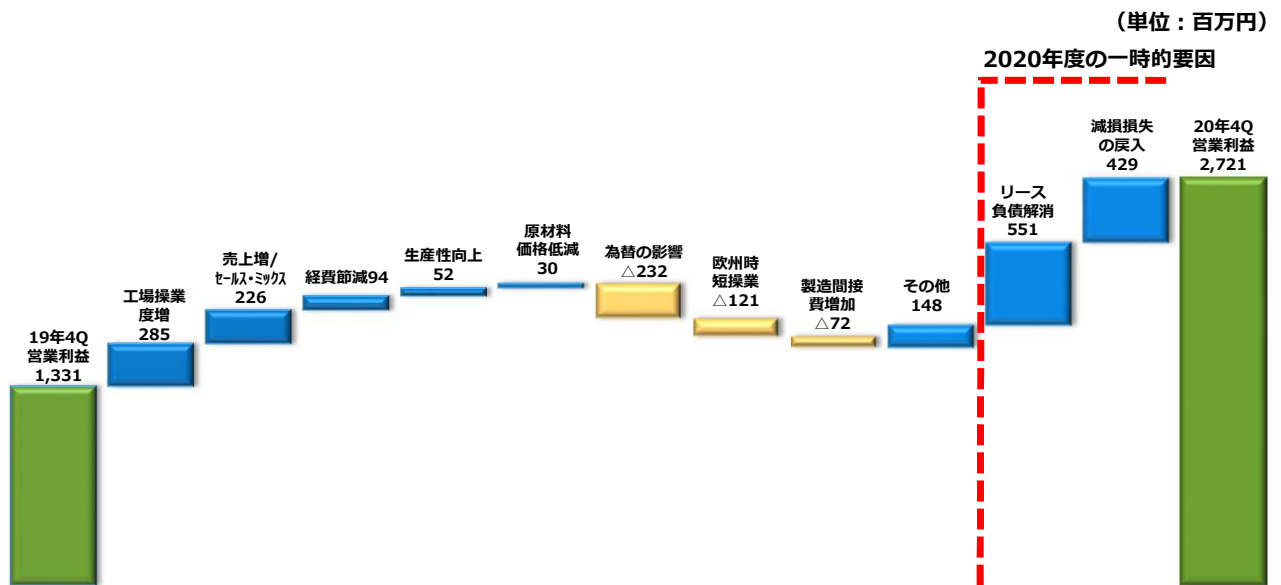 (単位：百万円)
2020年度の一時的要因
19年4Q
営業利益
1,331
工場操業
度増
285
売上増/
ｾｰﾙｽ・ﾐｯｸｽ
226
経費節減94
生産性向上
52
原材料
価格低減
30
為替の影響
△232
欧州時
短操業
△121
製造間接
費増加
△72
その他
148
リース
負債解消
551
減損損失
の戻入
429
20年4Q
営業利益
2,721